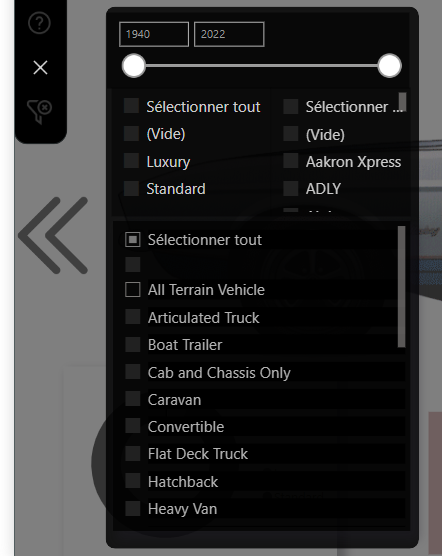 1940 2022
Sélectionner tout
(Vide)
Luxury
Standard
Sélectionner ...
(Vide)
Aakron Xpress
ADLY
Sélectionner tout
All Terrain Vehicle
Articulated Truck
Boat Trailer
Cab and Chassis Only
Caravan
Convertible
Flat Deck Truck
Hatchback
Heavy Van